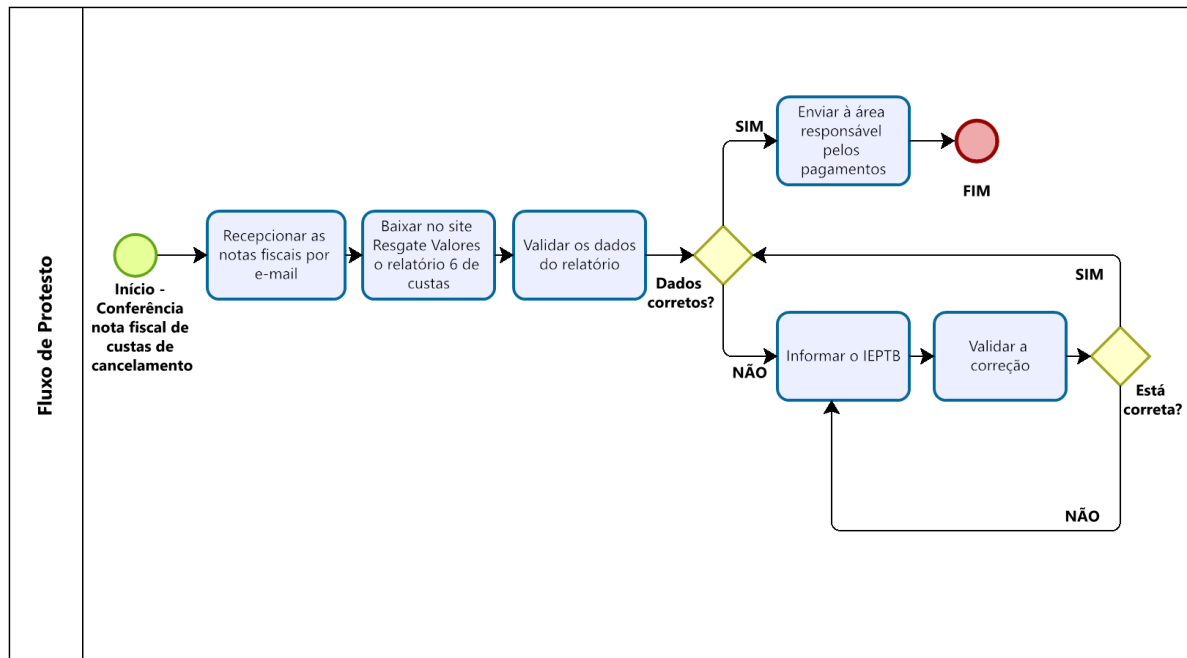 Fluxo de Protesto
Início -
Conferência
nota fiscal de
custas de
cancelamento
Recepcionar as
notas fiscais por
e-mail
Baixar no site
Resgate Valores
o relatório 6 de
custas
Validar os dados
do relatório
Dados
corretos?
SIM
Enviar à área
responsável
pelos
pagamentos
FIM
NÃO
Informar o IEPTB
Validar a
correção
Está
correta?
SIM
NÃO